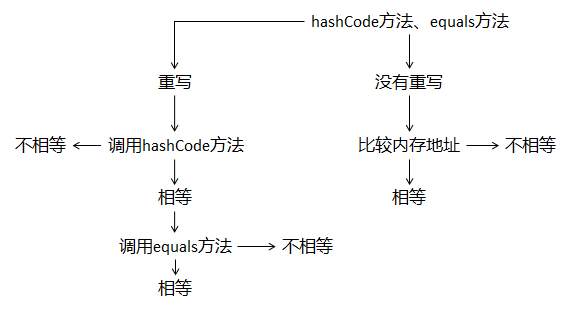 hashCode方法、equals方法
重写
没有重写
不相等
调用hashCode方法
比较内存地址
不相等
相等
相等
调用equals方法
不相等
相等